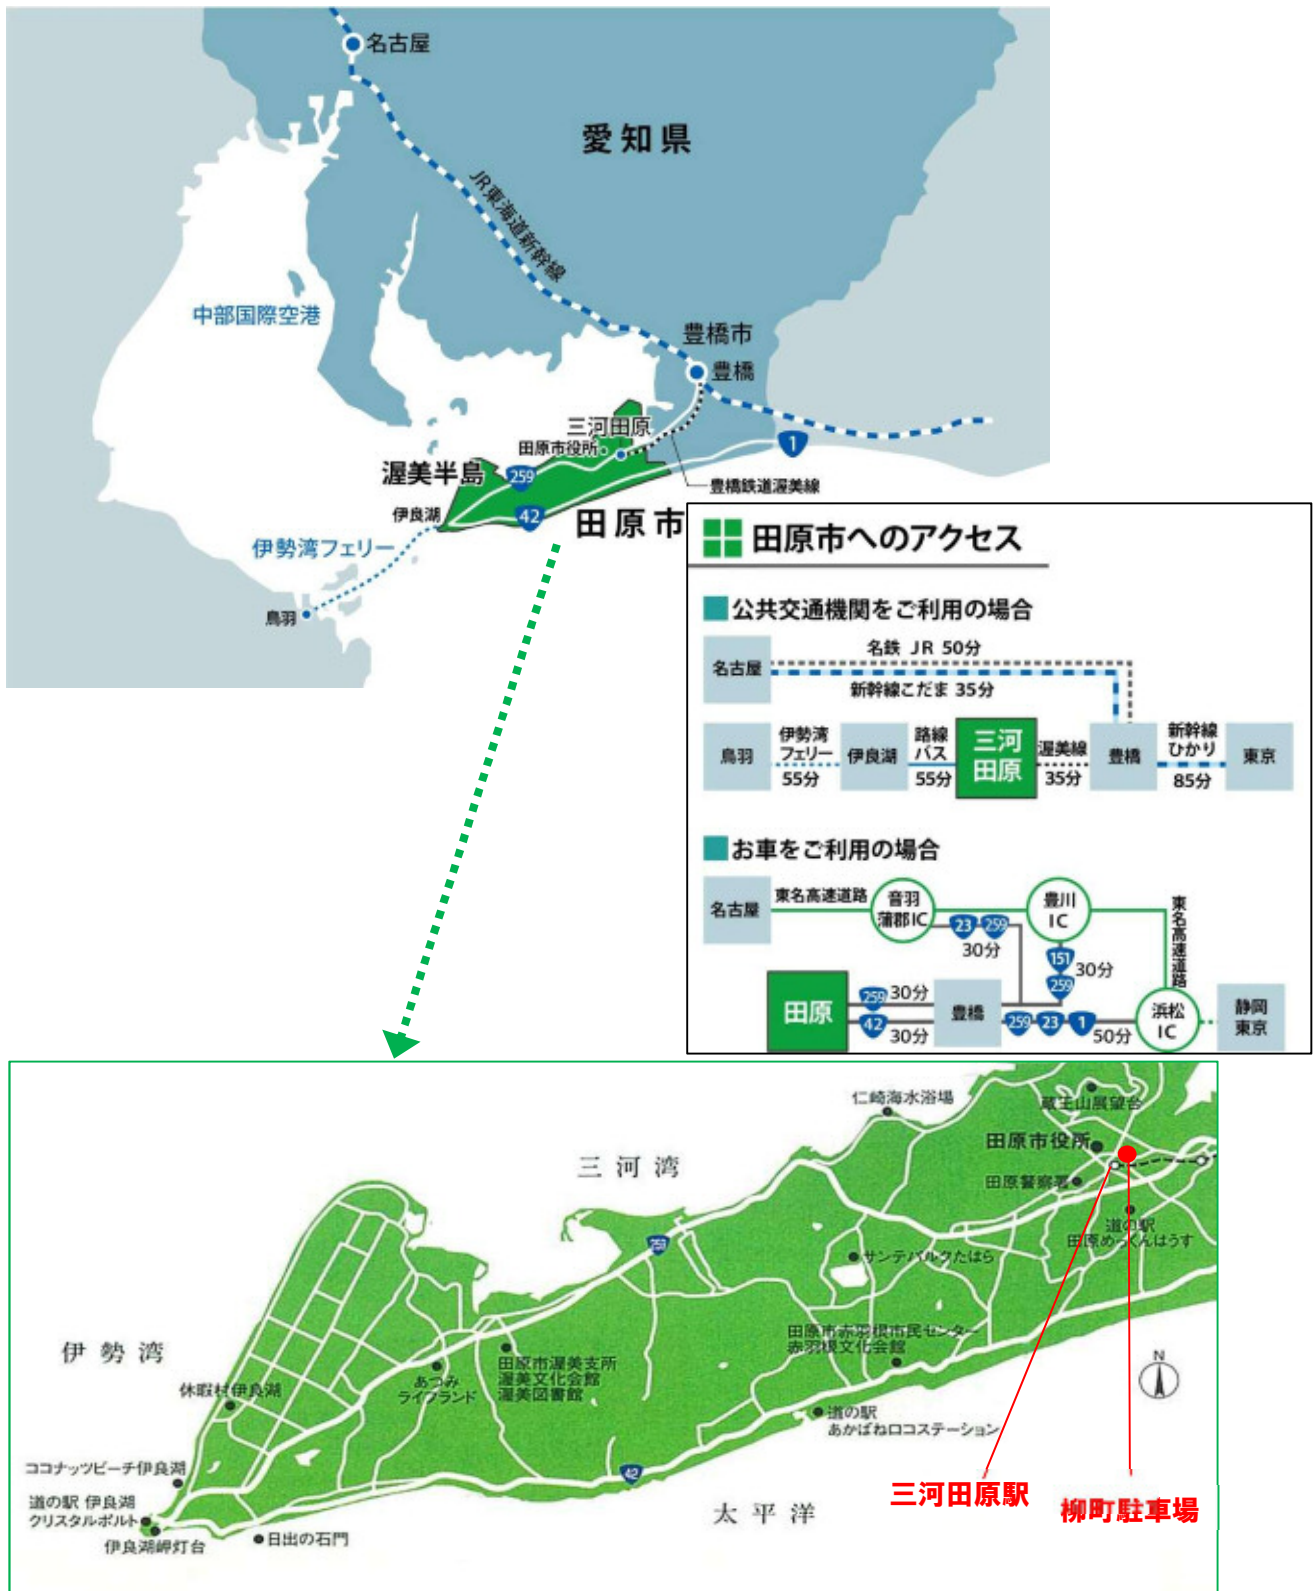 名古屋
愛知県
JR東海道新幹線
中部国際空港
豊橋市
豊橋
三河田原
田原市役所
1
渥美半島
259
豊橋鉄道渥美線
伊良湖
42
田原市
伊勢湾フェリー
鳥羽
田原市へのアクセス
公共交通機関をご利用の場合
名鉄 JR 50分
名古屋
新幹線こだま 35分
鳥羽
伊勢湾
フェリー
55分
伊良湖
路線
バス
55分
三河
田原
渥美線
35分
豊橋
新幹線
ひかり
85分
東京
お車をご利用の場合
名古屋
東名高速道路
音羽
蒲郡IC
23
259
30分
豊川
IC
151
30分
259
東名高速道路
田原
259
30分
42
30分
豊橋
259
23
1
50分
浜松
IC
静岡
東京
仁崎海水浴場
蔵王山展望台
田原市役所
三河湾
田原警察署
道の駅
田原めっくんはうす
259
サンテパルクたはら
伊勢湾
田原市赤羽根市民センター
赤羽根文化会館
田原市渥美支所
渥美文化会館
渥美図書館
あつみ
ライフランド
休暇村伊良湖
N
道の駅
あかばねロコステーション
ココナッツビーチ伊良湖
42
道の駅 伊良湖
クリスタルポルト
伊良湖岬灯台
日出の石門
太平洋
三河田原駅
柳町駐車場